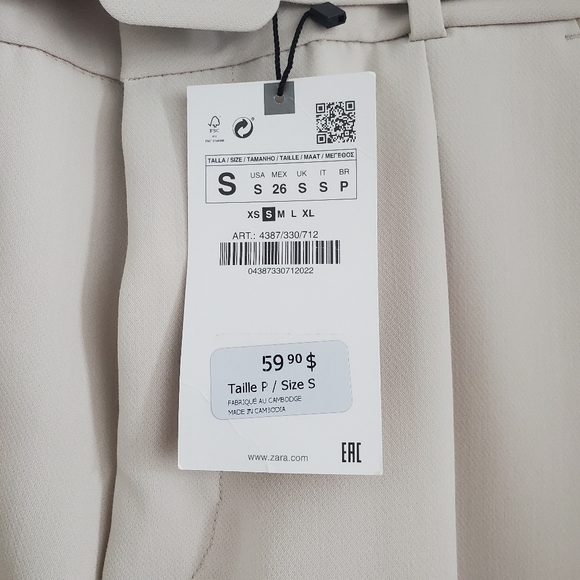 FSC
TALLA / SIZE / TAMANHO / TAILLE / MAAT / ΜΕΓΕΘΟΣ
S
USA MEX UK IT BR
S 26 S S P
XS S M L XL
ART.: 4387/330/712
04387330712022
59 90 $
Taille P / Size S
FABRIQUÉ AU CAMBODGE
MADE IN CAMBODIA
www.zara.com
EAC